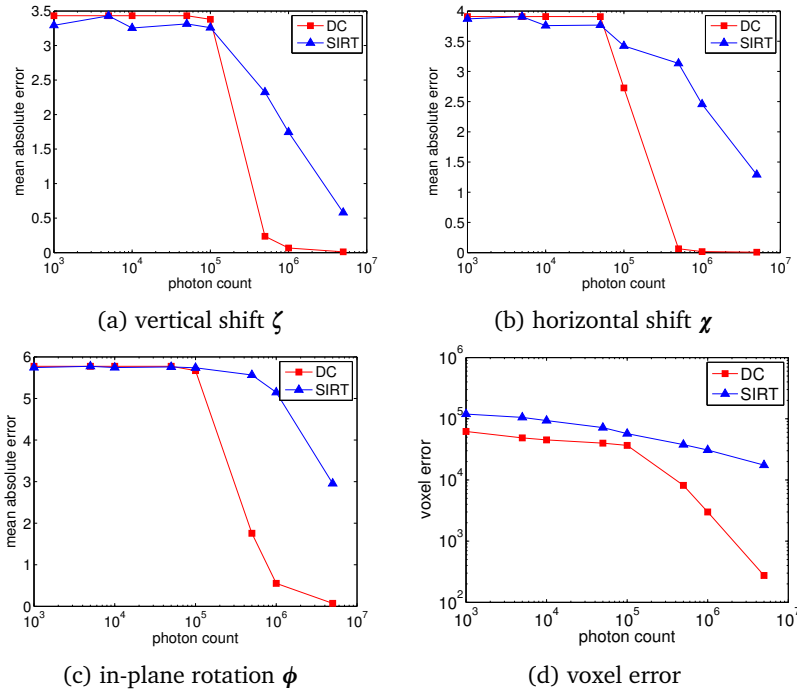 3.5
3
2.5
2
1.5
1
0.5
0
mean absolute error
10^3 10^4 10^5 10^6 10^7
photon count
DC
SIRT
(a) vertical shift ζ
4
3.5
3
2.5
2
1.5
1
0.5
0
mean absolute error
10^3 10^4 10^5 10^6 10^7
photon count
DC
SIRT
(b) horizontal shift χ
6
5
4
3
2
1
0
mean absolute error
10^3 10^4 10^5 10^6 10^7
photon count
DC
SIRT
(c) in-plane rotation ϕ
10^6
10^5
10^4
10^3
10^2
voxel error
10^3 10^4 10^5 10^6 10^7
photon count
DC
SIRT
(d) voxel error